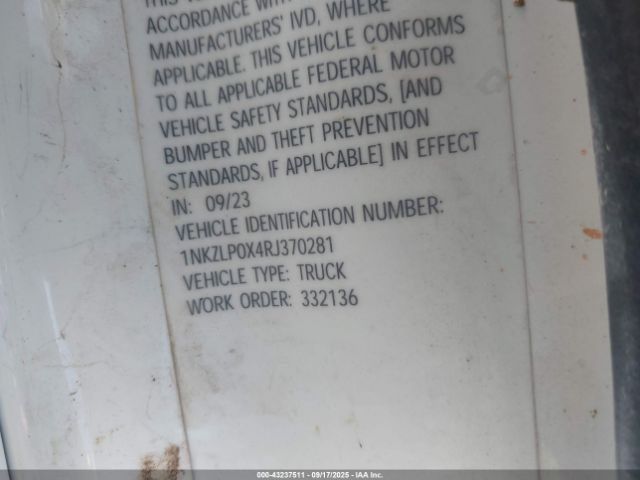 THIS
ACCORDANCE WITH
MANUFACTURERS' IVD, WHERE
APPLICABLE. THIS VEHICLE CONFORMS
TO ALL APPLICABLE FEDERAL MOTOR
VEHICLE SAFETY STANDARDS, [AND
BUMPER AND THEFT PREVENTION
STANDARDS, IF APPLICABLE] IN EFFECT
IN: 09/23
VEHICLE IDENTIFICATION NUMBER:
1NKZLP0X4RJ370281
VEHICLE TYPE: TRUCK
WORK ORDER: 332136
000-43237511 - 09/17/2025 - IAA Inc.